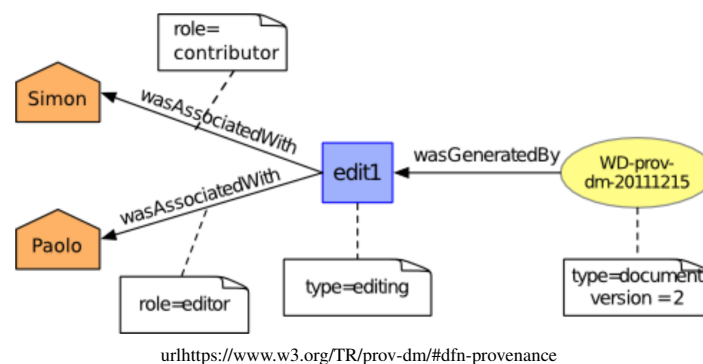 role=
contributor
Simon
wasAssociatedWith
wasGeneratedBy
edit1
WD-prov-
dm-20111215
wasAssociatedWith
Paolo
role=editor
type=editing
type=document
version = 2
urlhttps://www.w3.org/TR/prov-dm/#dfn-provenance